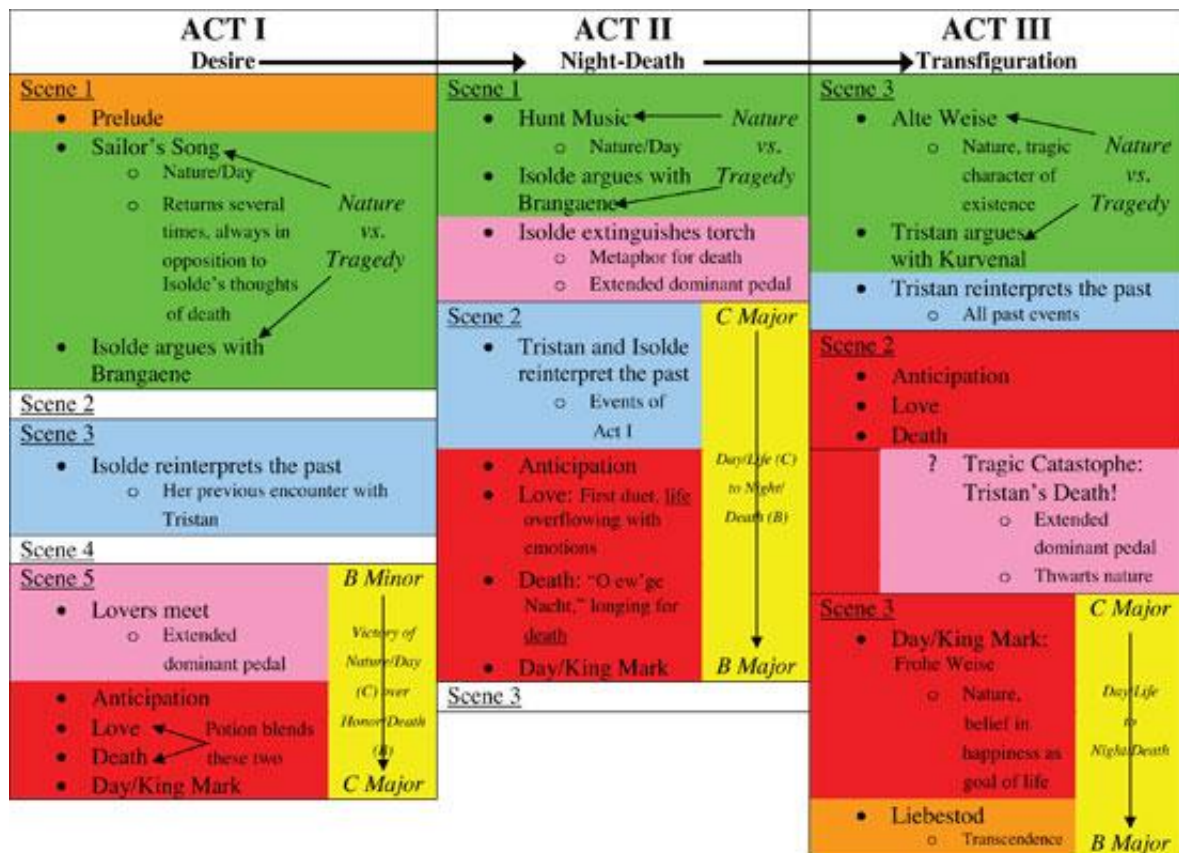 ACT I
Desire
Scene 1
• Prelude
• Sailor's Song
o Nature/Day
o Returns several
times, always in
opposition to
Isolde's thoughts
of death
Nature
vs.
Tragedy
• Isolde argues with
Brangaene
Scene 2
Scene 3
• Isolde reinterprets the past
o Her previous encounter with
Tristan
Scene 4
Scene 5
• Lovers meet
o Extended
dominant pedal
• Anticipation
• Love
• Death
Potion blends
these two
• Day/King Mark
B Minor
Victory of
Nature/Day
(C) over
Honor/Death
(B)
C Major
ACT II
Night-Death
Scene 1
• Hunt Music
o Nature/Day
• Isolde argues with
Brangaene
Nature
vs.
Tragedy
• Isolde extinguishes torch
o Metaphor for death
o Extended dominant pedal
Scene 2
• Tristan and Isolde
reinterpret the past
o Events of
Act I
• Anticipation
• Love: First duet, life
overflowing with
emotions
• Death: "O ew'ge
Nacht," longing for
death
• Day/King Mark
C Major
Day/Life (C)
to Night/
Death (B)
B Major
Scene 3
ACT III
Transfiguration
Scene 3
• Alte Weise
o Nature, tragic
character of
existence
Nature
vs.
Tragedy
• Tristan argues
with Kurvenal
• Tristan reinterprets the past
o All past events
Scene 2
• Anticipation
• Love
• Death
? Tragic Catastophe:
Tristan's Death!
o Extended
dominant pedal
o Thwarts nature
Scene 3
• Day/King Mark:
Frohe Weise
o Nature,
belief in
happiness as
goal of life
• Liebestod
o Transcendence
C Major
Day/Life
to
Night/Death
B Major